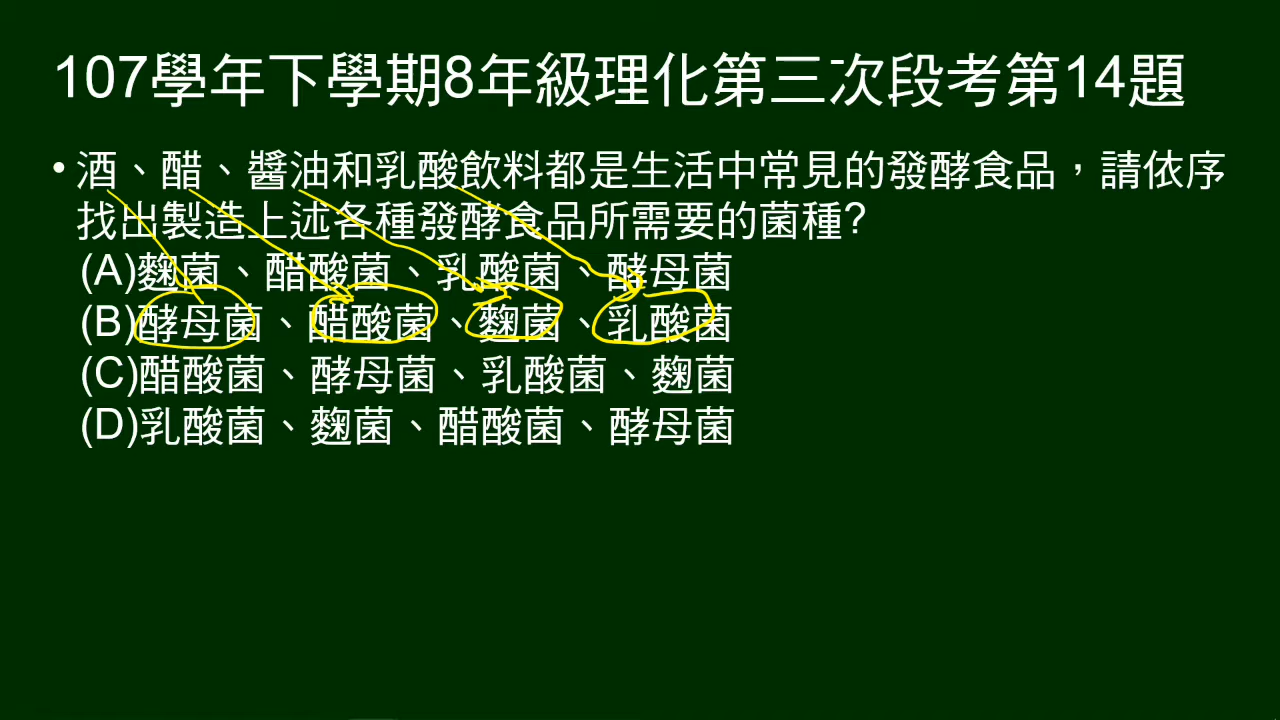 107學年下學期8年級理化第三次段考第14題
• 酒、醋、醬油和乳酸飲料都是生活中常見的發酵食品，請依序
找出製造上述各種發酵食品所需要的菌種?
(A)麴菌、醋酸菌、乳酸菌、酵母菌
(B)酵母菌、醋酸菌、麴菌、乳酸菌
(C)醋酸菌、酵母菌、乳酸菌、麴菌
(D)乳酸菌、麴菌、醋酸菌、酵母菌